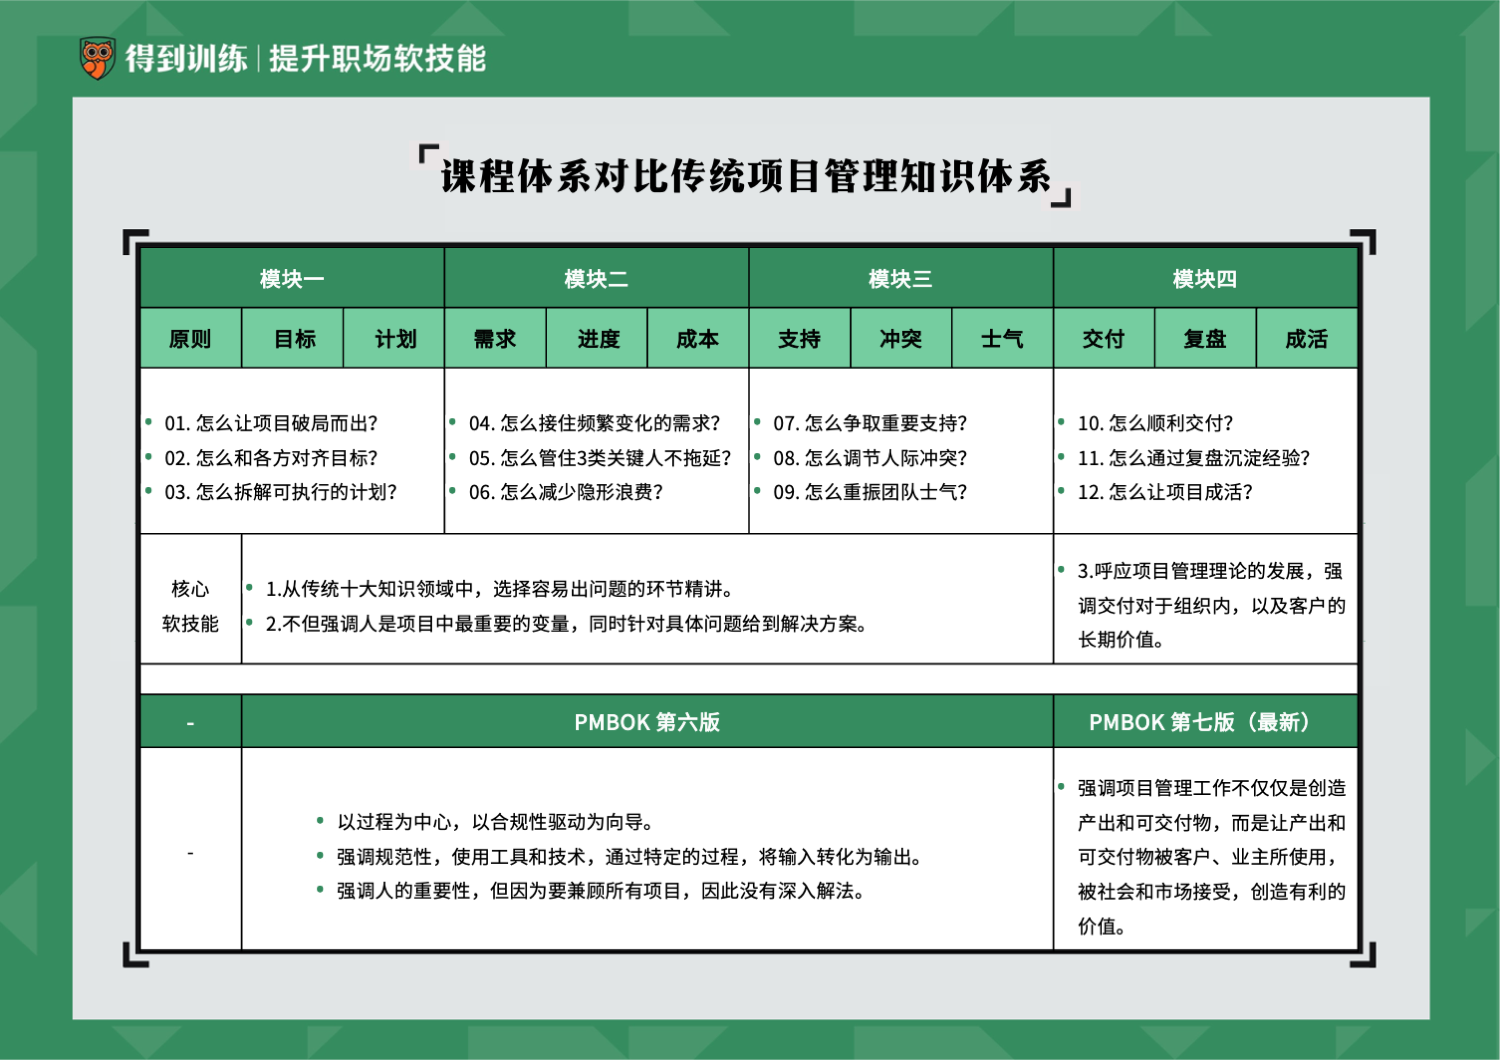 得到训练|提升职场软技能
课程体系对比传统项目管理知识体系
模块一 模块二 模块三 模块四
原则 目标 计划 需求 进度 成本 支持 冲突 士气 交付 复盘 成活
01. 怎么让项目破局而出?
02. 怎么和各方对齐目标?
03. 怎么拆解可执行的计划?
04. 怎么接住频繁变化的需求?
05. 怎么管住3类关键人不拖延?
06. 怎么减少隐形浪费?
07. 怎么争取重要支持?
08. 怎么调节人际冲突?
09. 怎么重振团队士气?
10. 怎么顺利交付?
11. 怎么通过复盘沉淀经验?
12. 怎么让项目成活?
核心
软技能
1.从传统十大知识领域中，选择容易出问题的环节精讲。
2.不但强调人是项目中最重要的变量，同时针对具体问题给到解决方案。
3.呼应项目管理理论的发展，强
调交付对于组织内，以及客户的
长期价值。
- PMBOK 第六版 PMBOK 第七版（最新）
-
以过程为中心，以合规性驱动为向导。
强调规范性，使用工具和技术，通过特定的过程，将输入转化为输出。
强调人的重要性，但因为要兼顾所有项目，因此没有深入解法。
强调项目管理工作不仅仅是创造
产出和可交付物，而是让产出和
可交付物被客户、业主所使用，
被社会和市场接受，创造有利的
价值。